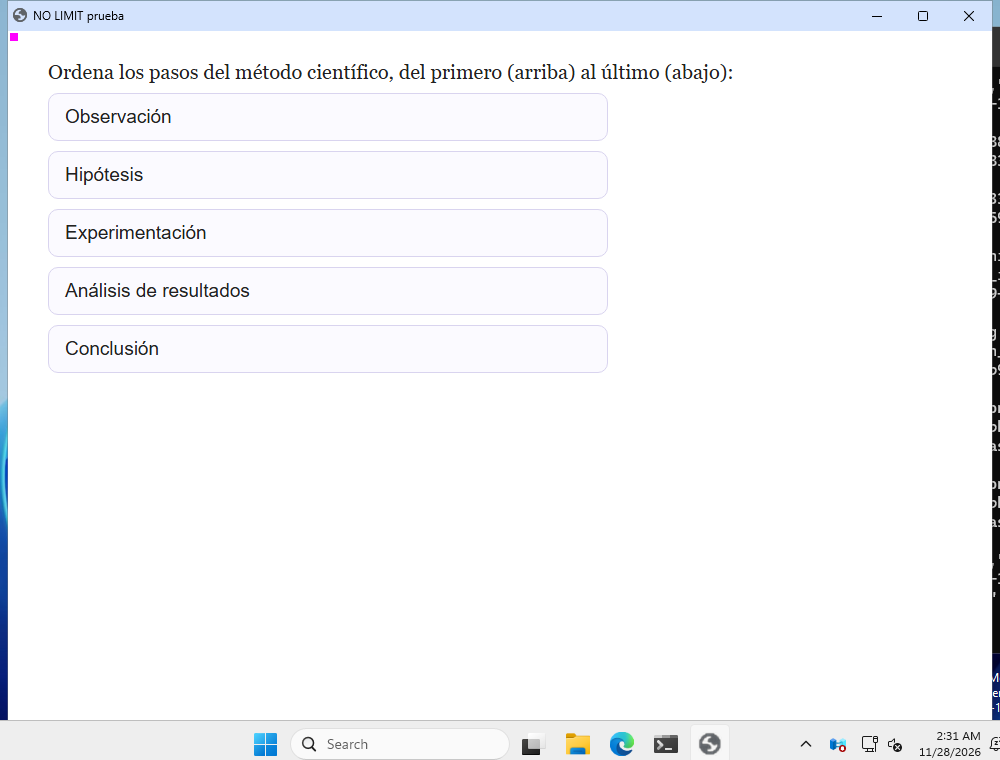 NO LIMIT prueba
Ordena los pasos del método científico, del primero (arriba) al último (abajo):
Observación
Hipótesis
Experimentación
Análisis de resultados
Conclusión
Search
2:31 AM
11/28/2026